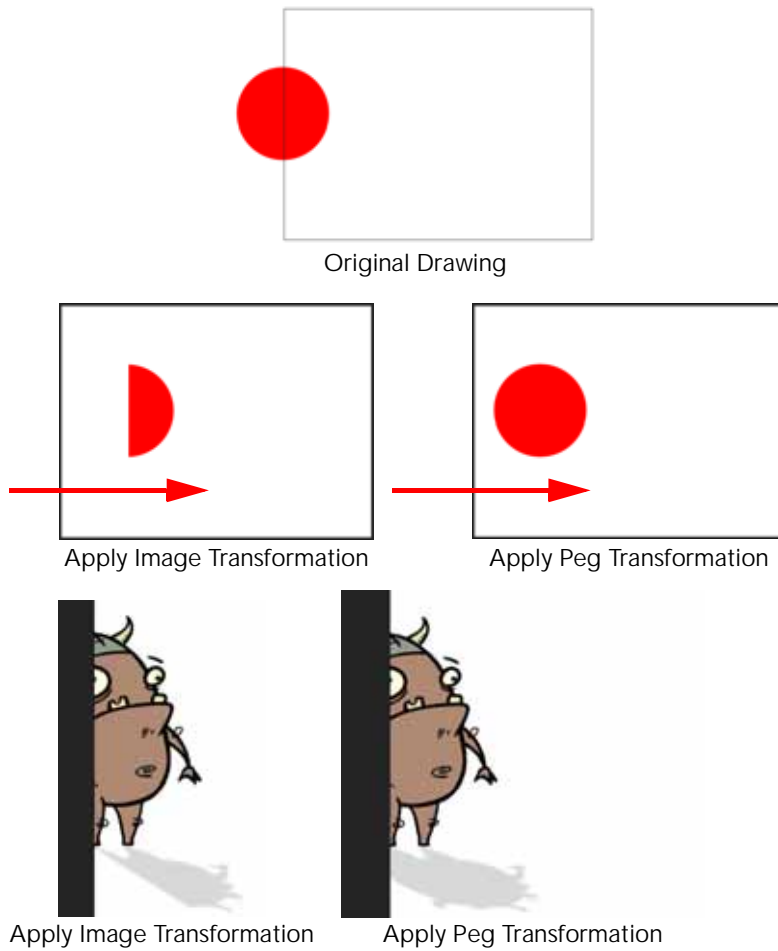 Original Drawing
Apply Image Transformation
Apply Peg Transformation
Apply Image Transformation
Apply Peg Transformation